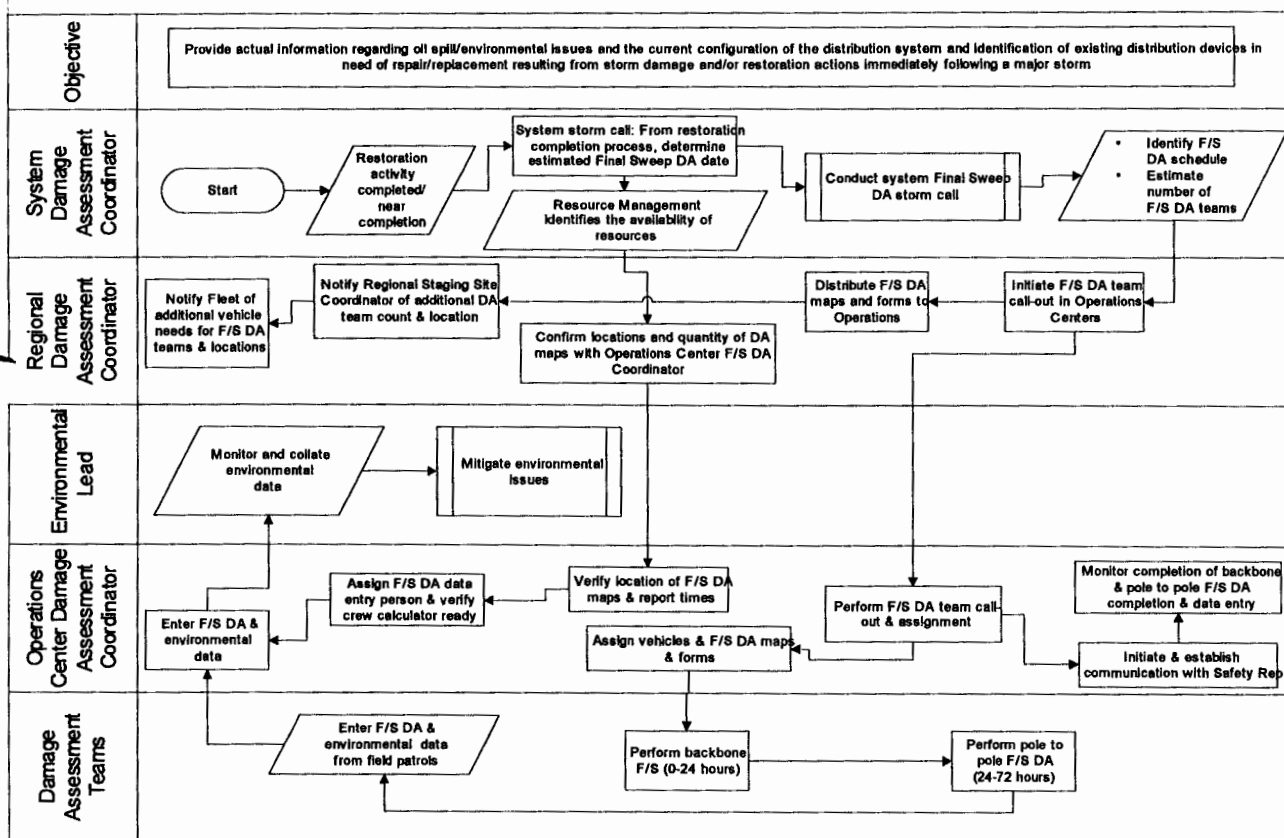 Objective
Provide actual information regarding oil spill/environmental issues and the current configuration of the distribution system and identification of existing distribution devices in
need of repair/replacement resulting from storm damage and/or restoration actions immediately following a major storm
System
Damage
Assessment
Coordinator
Start
Restoration
activity
completed/
near
completion
System storm call: From restoration
completion process, determine
estimated Final Sweep DA date
Resource Management
Identifies the availability of
resources
Conduct system Final Sweep
DA storm call
• Identify F/S
DA schedule
• Estimate
number of
F/S DA teams
Regional
Damage
Assessment
Coordinator
Notify Fleet of
additional vehicle
needs for F/S DA
teams & locations
Notify Regional Staging Site
Coordinator of additional DA
team count & location
Confirm locations and quantity of DA
maps with Operations Center F/S DA
Coordinator
Distribute F/S DA
maps and forms to
Operations
Initiate F/S DA team
call-out in Operations
Centers
Environmental
Lead
Monitor and collate
environmental
data
Mitigate environmental
Issues
Operations
Center Damage
Assessment
Coordinator
Enter F/S DA &
environmental
data
Assign F/S DA data
entry person & verify
crew calculator ready
Verify location of F/S DA
maps & report times
Assign vehicles & F/S DA maps
& forms
Perform F/S DA team call-
out & assignment
Monitor completion of backbone
& pole to pole F/S DA
completion & data entry
Initiate & establish
communication with Safety Rep
Damage
Assessment
Teams
Enter F/S DA &
environmental data
from field patrols
Perform backbone
F/S (0-24 hours)
Perform pole to
pole F/S DA
(24-72 hours)